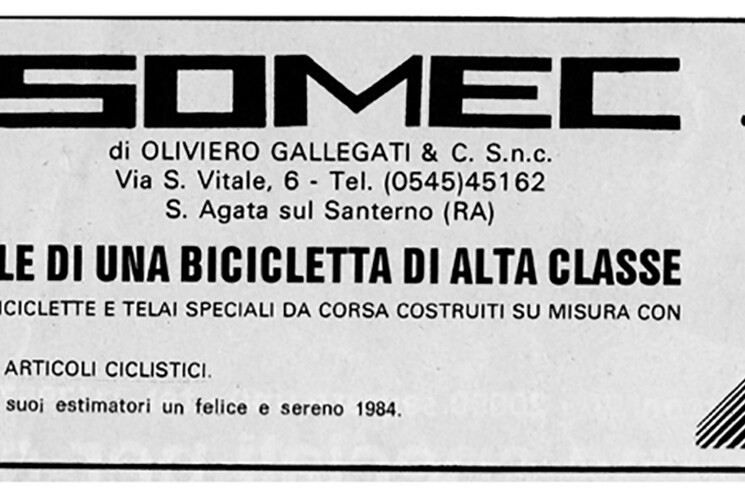 SOMEC
di OLIVIERO GALLEGATI & C. S.n.c.
Via S. Vitale, 6 - Tel. (0545)45162
S. Agata sul Santerno (RA)
LE DI UNA BICICLETTA DI ALTA CLASSE
ICICLETTE E TELAI SPECIALI DA CORSA COSTRUITI SU MISURA CON
ARTICOLI CICLISTICI.
suoi estimatori un felice e sereno 1984.